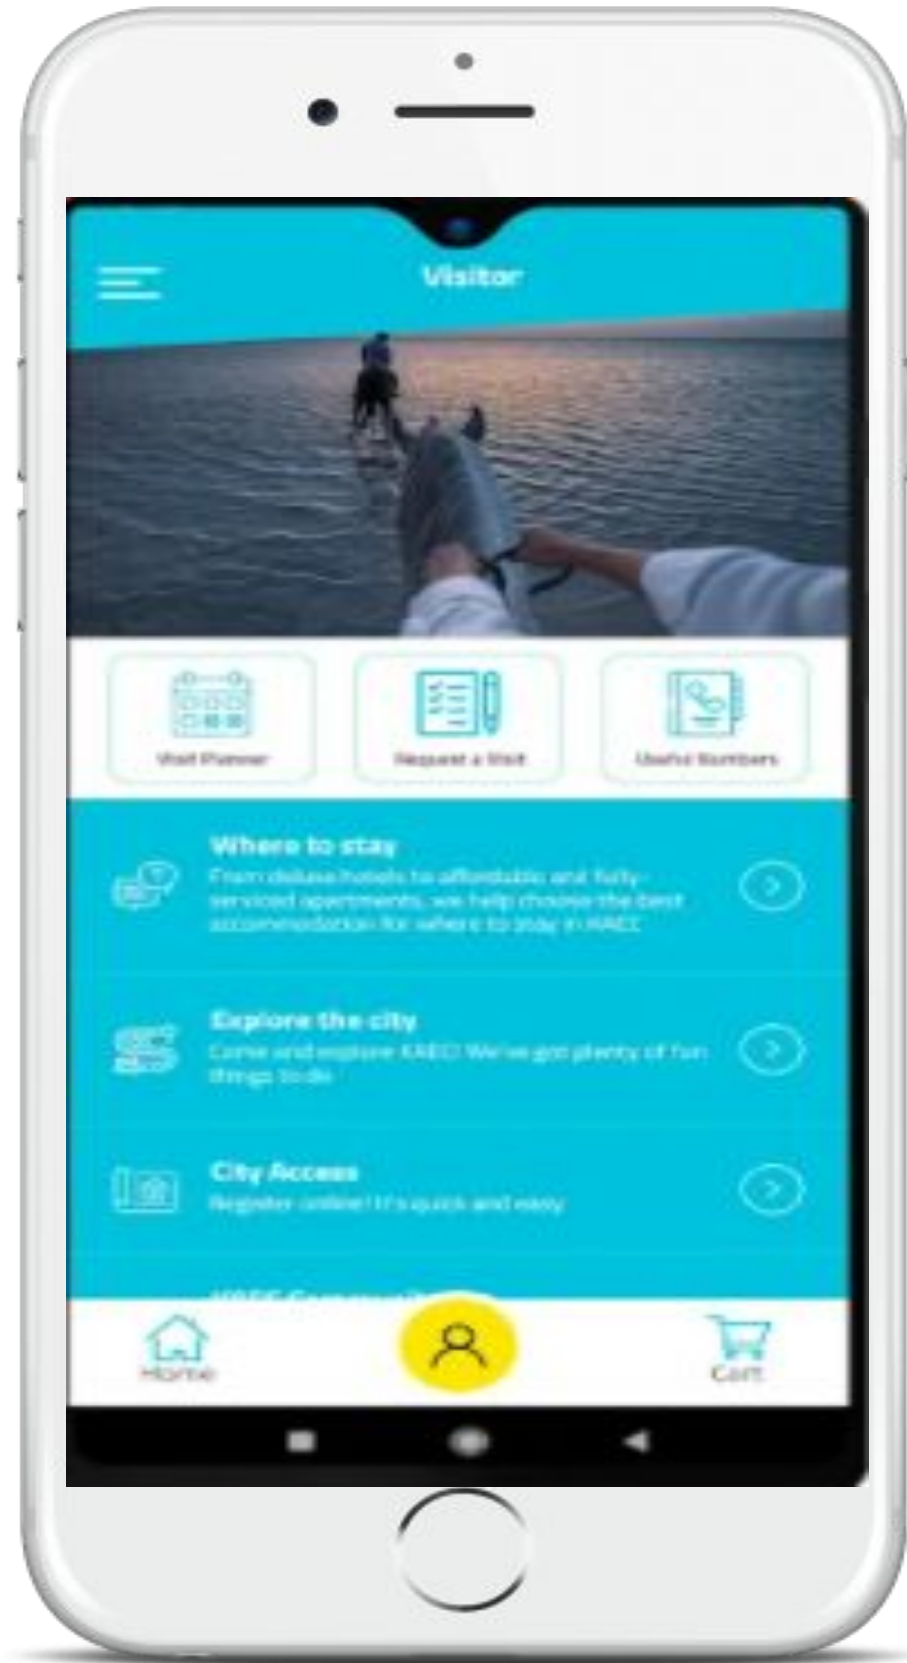 Visitor
Visit Planner
Request a Visit
Useful Numbers
Where to stay
From deluxe hotels to affordable and fully-
serviced apartments, we help choose the best
accommodation for where to stay in KAEC
Explore the city
Come and explore KAEC! We've got plenty of fun
things to do
City Access
Register online! It's quick and easy
Home
Cart